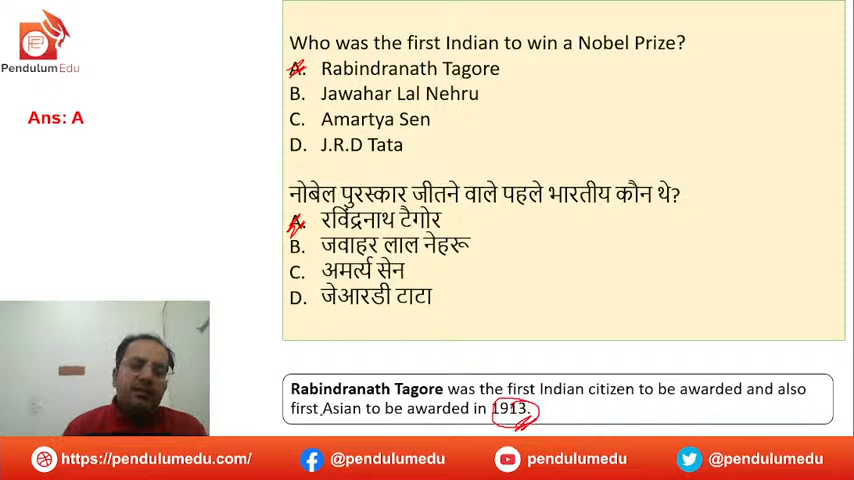 PendulumEdu
Ans: A
Who was the first Indian to win a Nobel Prize?
A. Rabindranath Tagore
B. Jawahar Lal Nehru
C. Amartya Sen
D. J.R.D Tata
नोबेल पुरस्कार जीतने वाले पहले भारतीय कौन थे?
A. रविंद्रनाथ टैगोर
B. जवाहर लाल नेहरू
C. अमर्त्य सेन
D. जेआरडी टाटा
Rabindranath Tagore was the first Indian citizen to be awarded and also
first Asian to be awarded in 1913.
https://pendulumedu.com/ @pendulumedu pendulumedu @pendulumedu